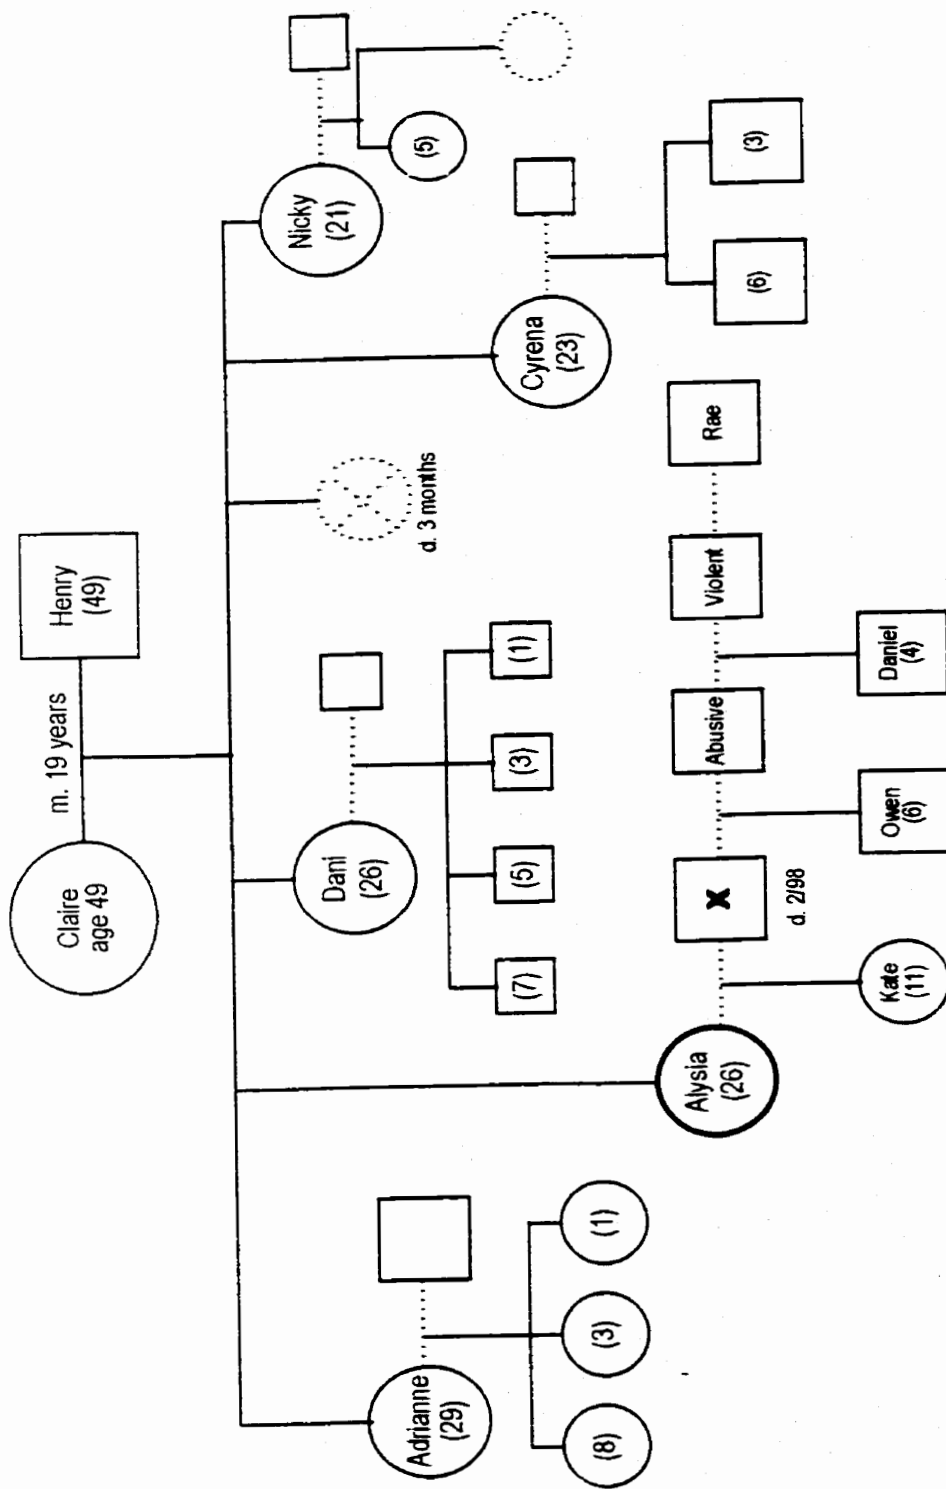 Claire
age 49
m. 19 years
Henry
(49)
Adrianne
(29)
(8)
(3)
(1)
Alysia
(26)
Kate
(11)
X
d. 2/98
Owen
(6)
Abusive
Daniel
(4)
Violent
Rae
Dani
(26)
(7)
(5)
(3)
(1)
d. 3 months
Cyrena
(23)
(6)
(3)
Nicky
(21)
(5)